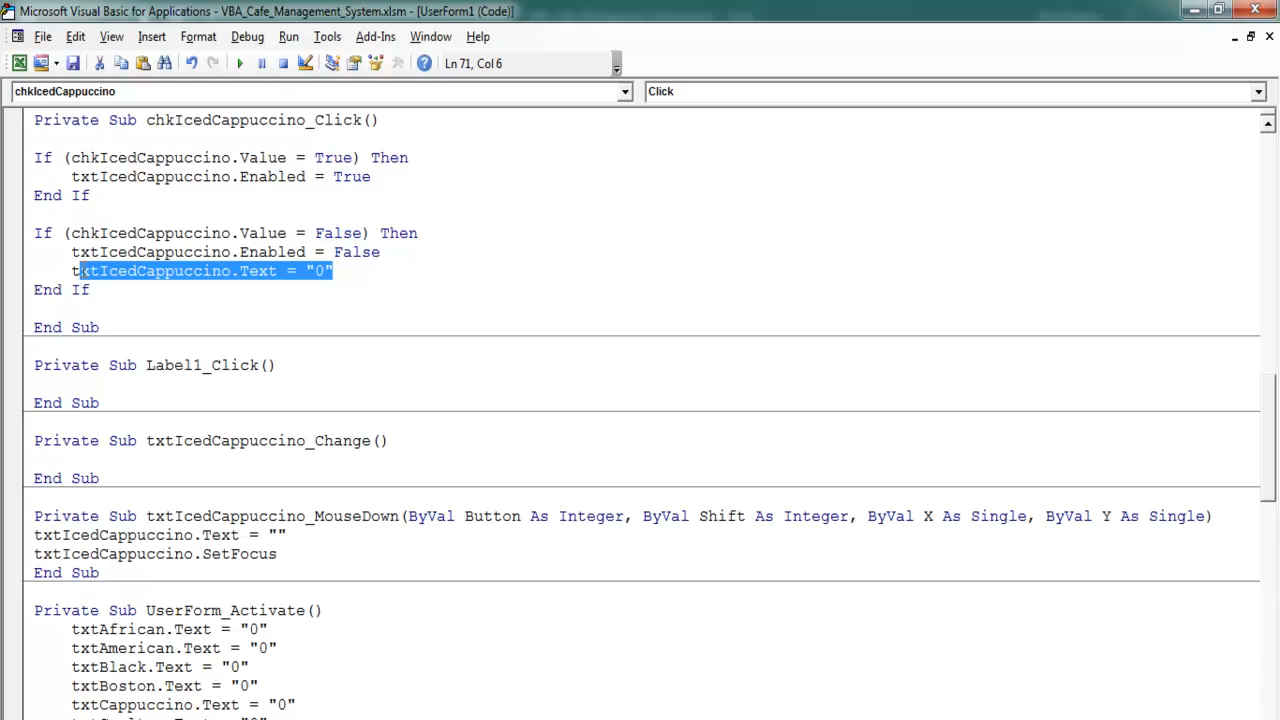 Microsoft Visual Basic for Applications - VBA_Cafe_Management_System.xlsm - [UserForm1 (Code)]
File Edit View Insert Format Debug Run Tools Add-Ins Window Help
Ln 71, Col 6
chkIcedCappuccino Click
Private Sub chkIcedCappuccino_Click()
If (chkIcedCappuccino.Value = True) Then
txtIcedCappuccino.Enabled = True
End If
If (chkIcedCappuccino.Value = False) Then
txtIcedCappuccino.Enabled = False
txtIcedCappuccino.Text = "0"
End If
End Sub
Private Sub Label1_Click()
End Sub
Private Sub txtIcedCappuccino_Change()
End Sub
Private Sub txtIcedCappuccino_MouseDown(ByVal Button As Integer, ByVal Shift As Integer, ByVal X As Single, ByVal Y As Single)
txtIcedCappuccino.Text = ""
txtIcedCappuccino.SetFocus
End Sub
Private Sub UserForm_Activate()
txtAfrican.Text = "0"
txtAmerican.Text = "0"
txtBlack.Text = "0"
txtBoston.Text = "0"
txtCappuccino.Text = "0"